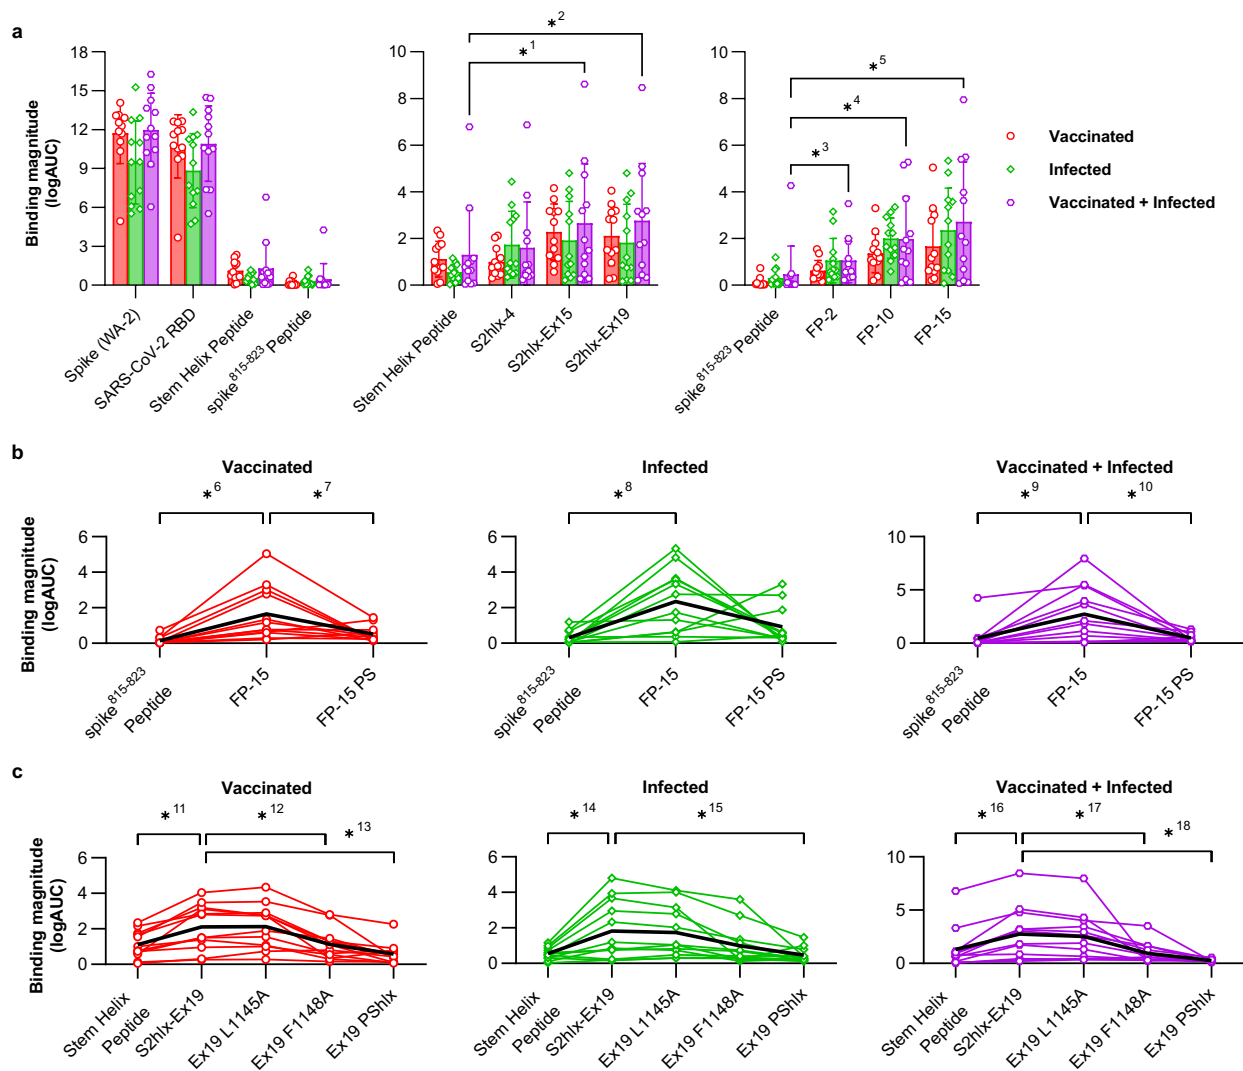 a
Binding magnitude
(logAUC)
18
15
12
9
6
3
0
Spike (WA-2)
SARS-CoV-2 RBD
Stem Helix Peptide
spike815-823 Peptide
10
8
6
4
2
0
*1
*2
Stem Helix Peptide
S2hlx-4
S2hlx-Ex15
S2hlx-Ex19
10
8
6
4
2
0
*3
*4
*5
spike815-823 Peptide
FP-2
FP-10
FP-15
Vaccinated
Infected
Vaccinated + Infected
b
Binding magnitude
(logAUC)
Vaccinated
*6
*7
6
4
2
0
spike815-823
Peptide
FP-15
FP-15 PS
Infected
*8
6
4
2
0
spike815-823
Peptide
FP-15
FP-15 PS
Vaccinated + Infected
*9
*10
10
5
0
spike815-823
Peptide
FP-15
FP-15 PS
c
Binding magnitude
(logAUC)
Vaccinated
*11
*12
*13
6
4
2
0
Stem Helix
Peptide
S2hlx-Ex19
Ex19 L1145A
Ex19 F1148A
Ex19 PShlx
Infected
*14
*15
6
4
2
0
Stem Helix
Peptide
S2hlx-Ex19
Ex19 L1145A
Ex19 F1148A
Ex19 PShlx
Vaccinated + Infected
*16
*17
*18
10
5
0
Stem Helix
Peptide
S2hlx-Ex19
Ex19 L1145A
Ex19 F1148A
Ex19 PShlx